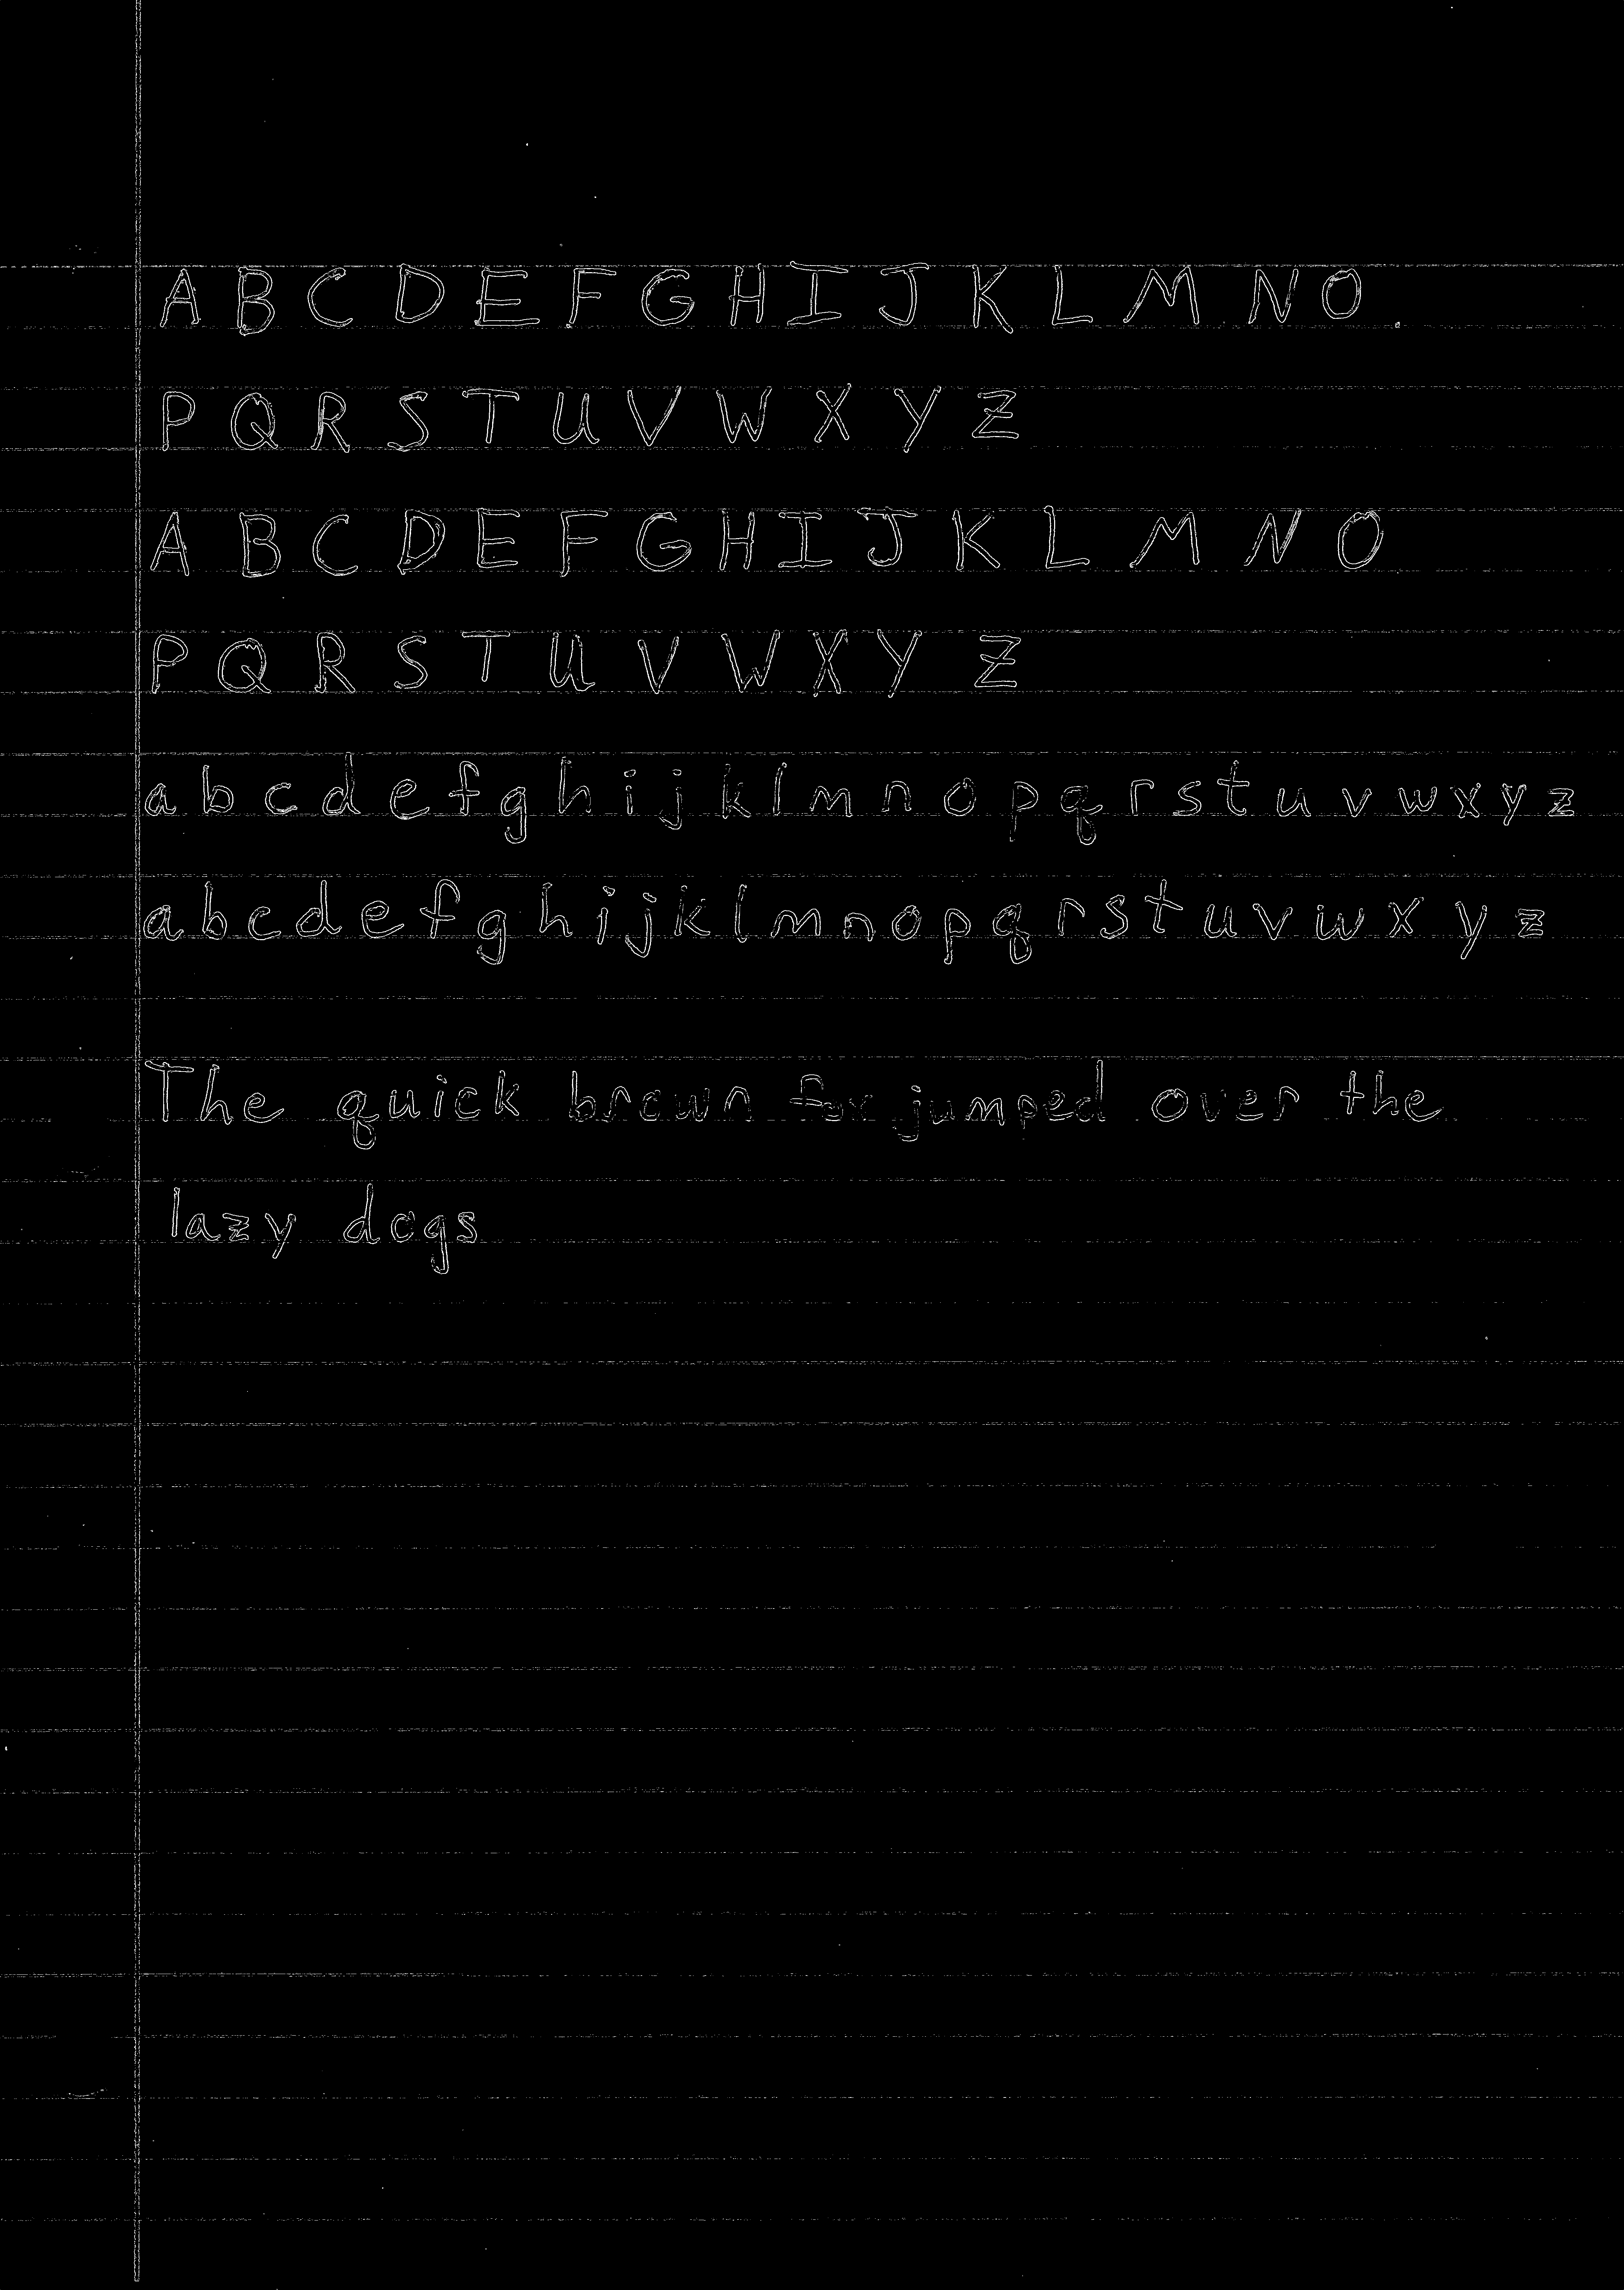 A B C D E F G H I J K L M N O
P Q R S T U V W X Y Z
A B C D E F G H I J K L M N O
P Q R S T U V W X Y Z
a b c d e f g h i j k l m n o p q r s t u v w x y z
a b c d e f g h i j k l m n o p q r s t u v w x y z
The quick brown fox jumped over the
lazy dogs